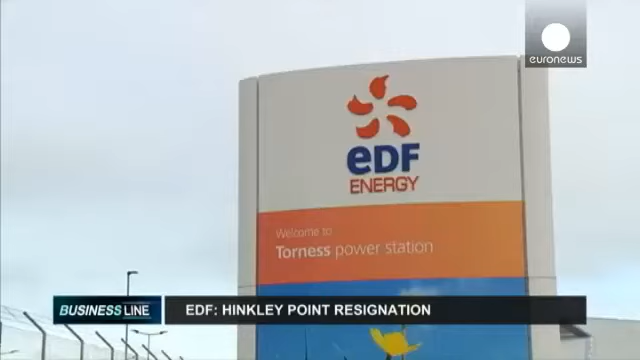 euronews
eDF
ENERGY
Welcome to
Torness power station
BUSINESS LINE
EDF: HINKLEY POINT RESIGNATION